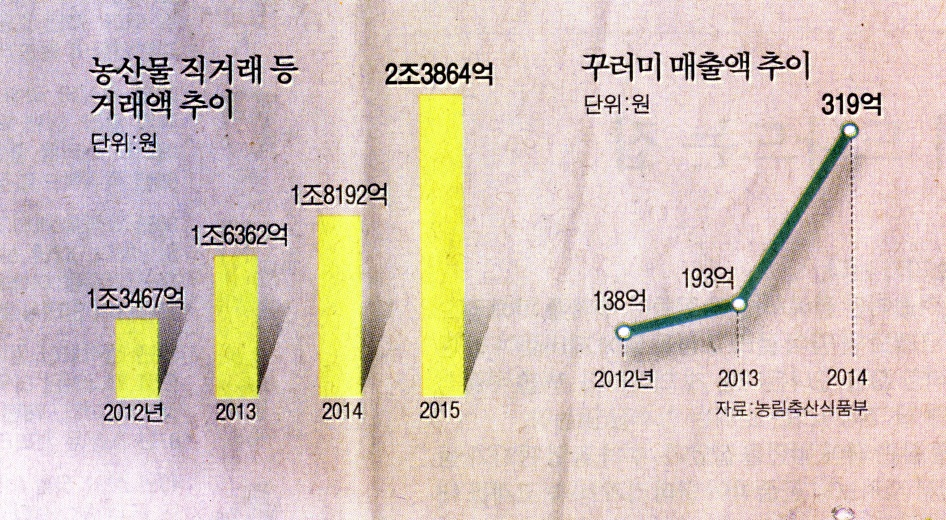 농산물 직거래 등
거래액 추이
단위:원
1조3467억
1조6362억
1조8192억
2조3864억
2012년
2013
2014
2015
꾸러미 매출액 추이
단위:원
138억
193억
319억
2012년
2013
2014
자료:농림축산식품부